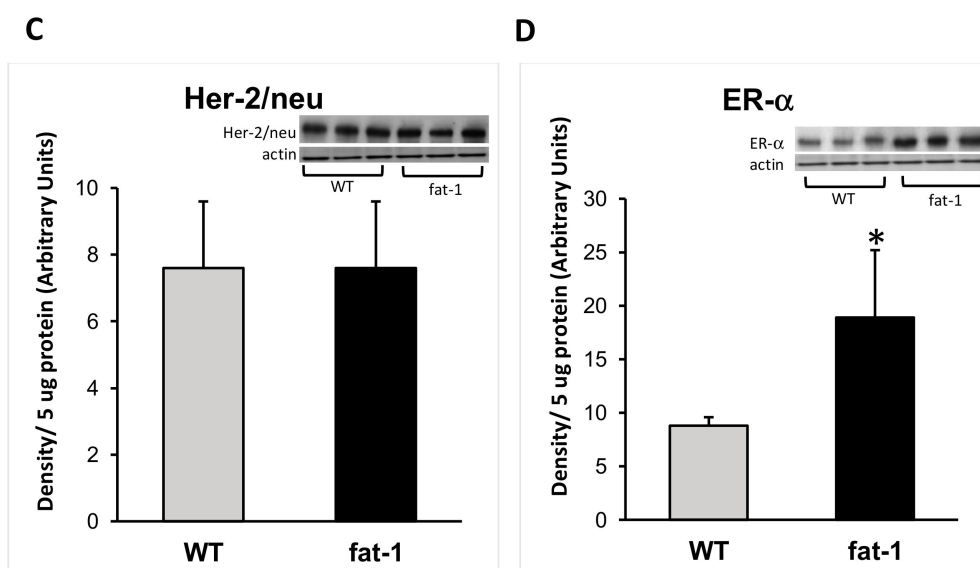 C
Her-2/neu
Her-2/neu
actin
WT
fat-1
Density/ 5 ug protein (Arbitrary Units)
10
8
6
4
2
0
WT
fat-1
D
ER-α
ER-α
actin
WT
fat-1
Density/ 5 ug protein (Arbitrary Units)
30
25
20
15
10
5
0
*
WT
fat-1